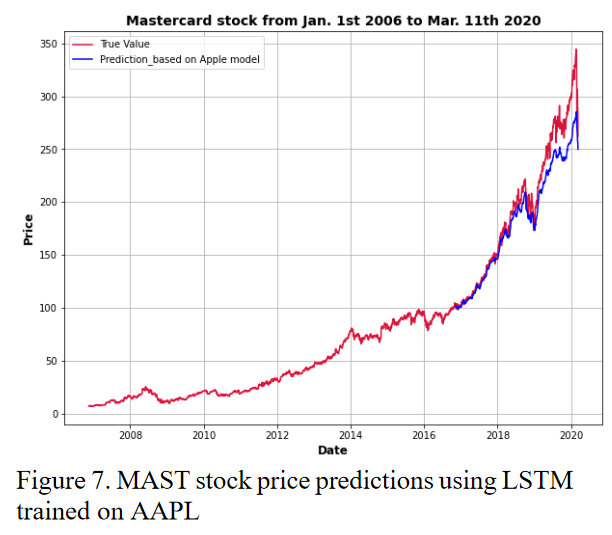 Mastercard stock from Jan. 1st 2006 to Mar. 11th 2020
True Value
Prediction_based on Apple model
350
300
250
200
150
100
50
0
Price
2008 2010 2012 2014 2016 2018 2020
Date
Figure 7. MAST stock price predictions using LSTM
trained on AAPL